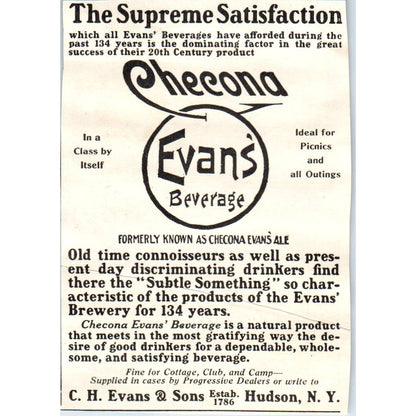 The Supreme Satisfaction
which all Evans' Beverages have afforded during the
past 134 years is the dominating factor in the great
success of their 20th Century product
Checona
In a
Class by
Itself
Evans'
Beverage
Ideal for
Picnics
and
all Outings
FORMERLY KNOWN AS CHECONA EVANS' ALE
Old time connoisseurs as well as pres-
ent day discriminating drinkers find
there the "Subtle Something" so char-
acteristic of the products of the Evans'
Brewery for 134 years.
Checona Evans' Beverage is a natural product
that meets in the most gratifying way the de-
sire of good drinkers for a dependable, whole-
some, and satisfying beverage.
Fine for Cottage, Club, and Camp—
Supplied in cases by Progressive Dealers or write to
C. H. Evans & Sons Estab. 1786 Hudson, N. Y.